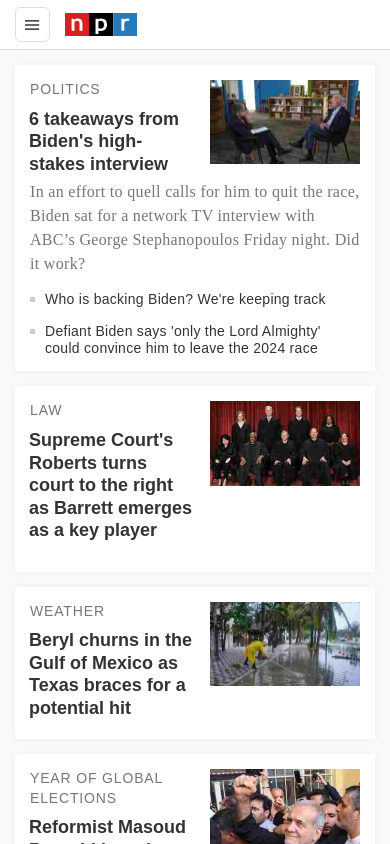 npr
POLITICS
6 takeaways from
Biden's high-
stakes interview
In an effort to quell calls for him to quit the race,
Biden sat for a network TV interview with
ABC’s George Stephanopoulos Friday night. Did
it work?
Who is backing Biden? We're keeping track
Defiant Biden says 'only the Lord Almighty'
could convince him to leave the 2024 race
LAW
Supreme Court's
Roberts turns
court to the right
as Barrett emerges
as a key player
WEATHER
Beryl churns in the
Gulf of Mexico as
Texas braces for a
potential hit
YEAR OF GLOBAL
ELECTIONS
Reformist Masoud